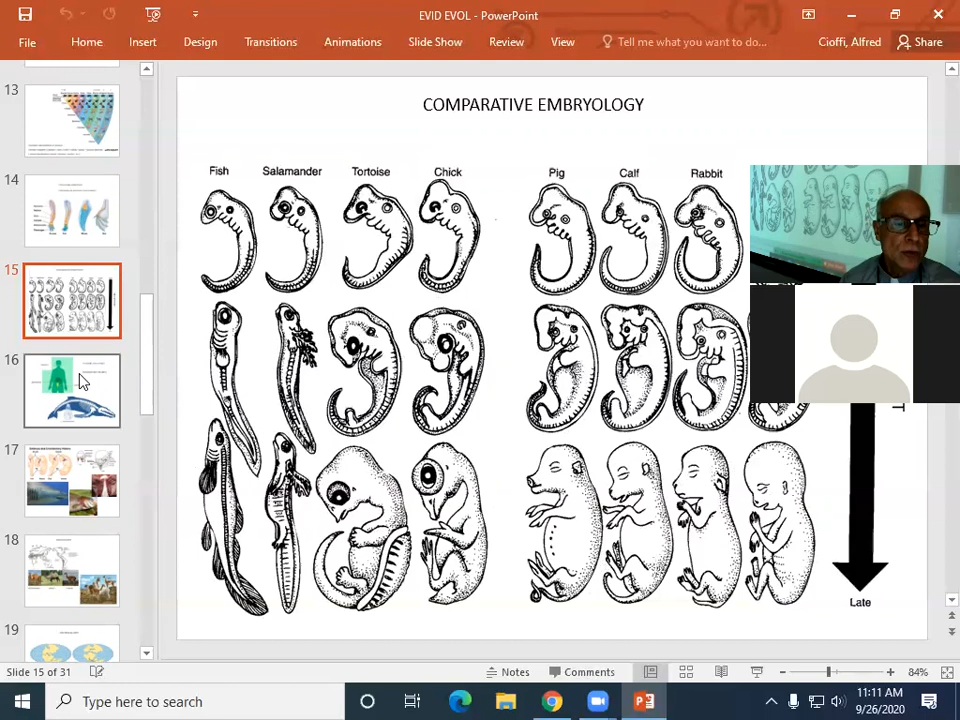 EVID EVOL - PowerPoint
File Home Insert Design Transitions Animations Slide Show Review View Tell me what you want to do... Cioffi, Alfred Share
13
14
15
16
17
18
19
COMPARATIVE EMBRYOLOGY
Fish Salamander Tortoise Chick Pig Calf Rabbit
Late
Slide 15 of 31 Notes Comments 84%
Type here to search
11:11 AM
9/26/2020